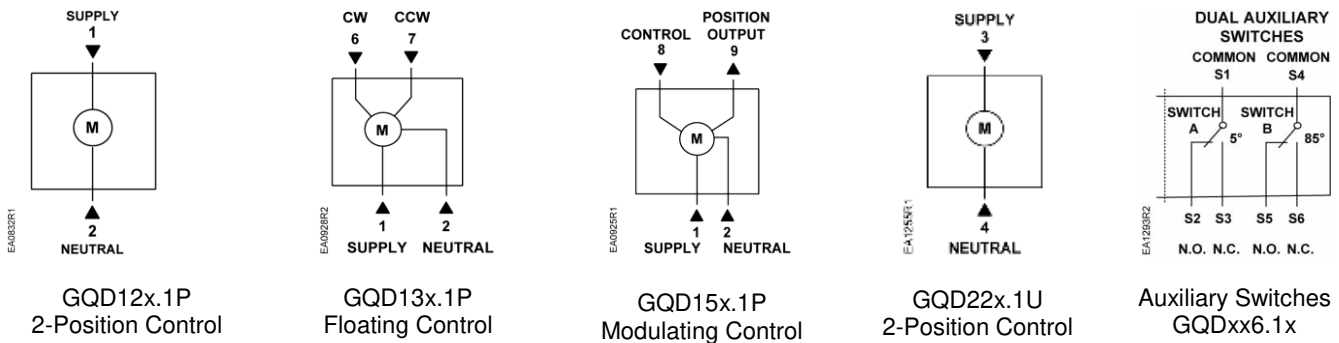 SUPPLY
1
M
2
NEUTRAL
EA0832R1
GQD12x.1P
2-Position Control
CW CCW
6 7
M
1 2
SUPPLY NEUTRAL
EA0928R2
GQD13x.1P
Floating Control
POSITION
CONTROL OUTPUT
8 9
M
1 2
SUPPLY NEUTRAL
EA0925R1
GQD15x.1P
Modulating Control
SUPPLY
3
M
4
NEUTRAL
EA1255R1
GQD22x.1U
2-Position Control
DUAL AUXILIARY
SWITCHES
COMMON COMMON
S1 S4
SWITCH SWITCH
A 5° B 85°
S2 S3 S5 S6
N.O. N.C. N.O. N.C.
EA1293R2
Auxiliary Switches
GQDxx6.1x